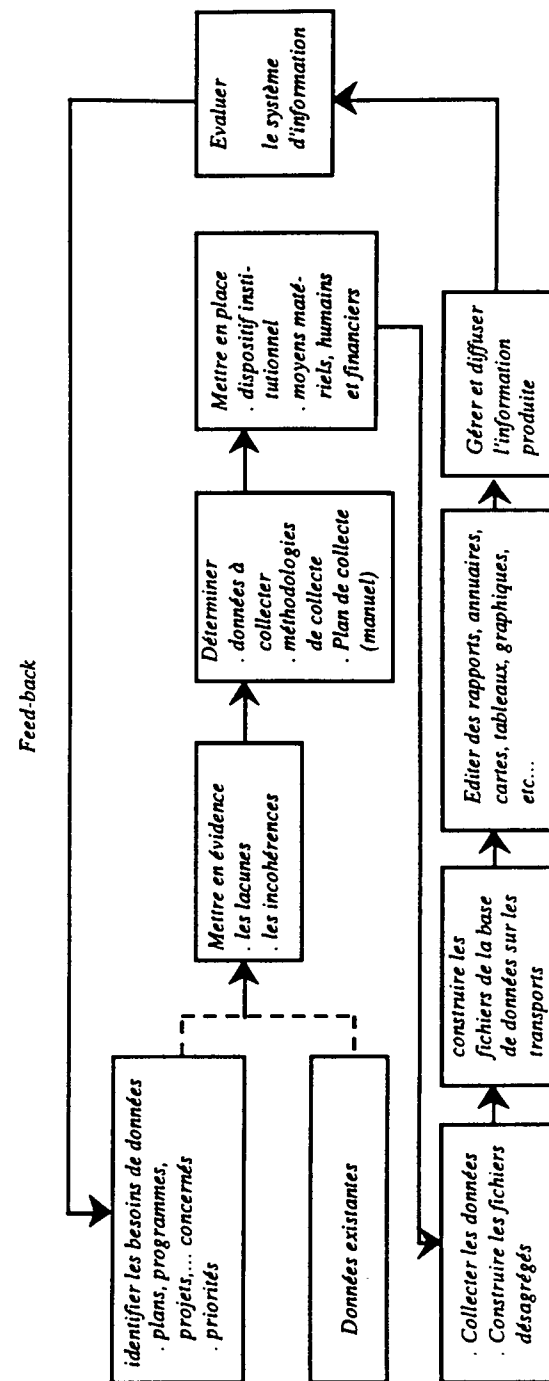 Feed-back
identifier les besoins de données
. plans, programmes,
projets,... concernés
. priorités
Données existantes
Mettre en évidence
. les lacunes
. les incohérences
Déterminer
. données à
collecter
. méthodologies
de collecte
. Plan de collecte
(manuel)
Mettre en place
. dispositif insti-
tutionnel
. moyens maté-
riels, humains
et financiers
. Collecter les données
. Construire les fichiers
désagrégés
construire les
fichiers de la base
de données sur les
transports
Editer des rapports, annuaires,
cartes, tableaux, graphiques,
etc...
Gérer et diffuser
l'information
produite
Evaluer
le système
d'information